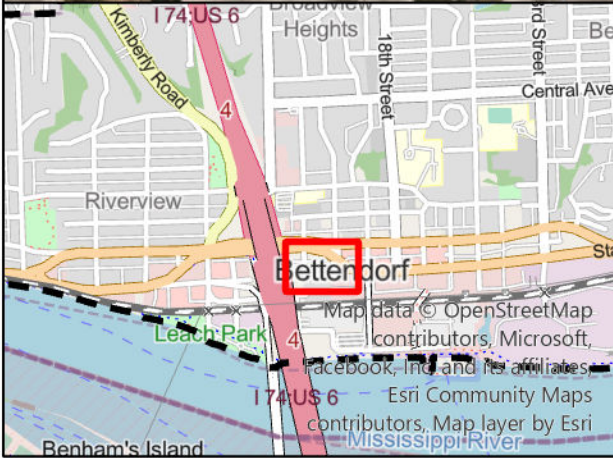 I 74;US 6
Broadview
Heights
Kimberly Road
18th Street
3rd Street
Be
Central Ave
4
Riverview
Bettendorf
Sta
Map data © OpenStreetMap
contributors, Microsoft,
Facebook, Inc. and its affiliates,
Esri Community Maps
contributors, Map layer by Esri
Leach Park
4
I 74;US 6
Mississippi River
Benham's Island